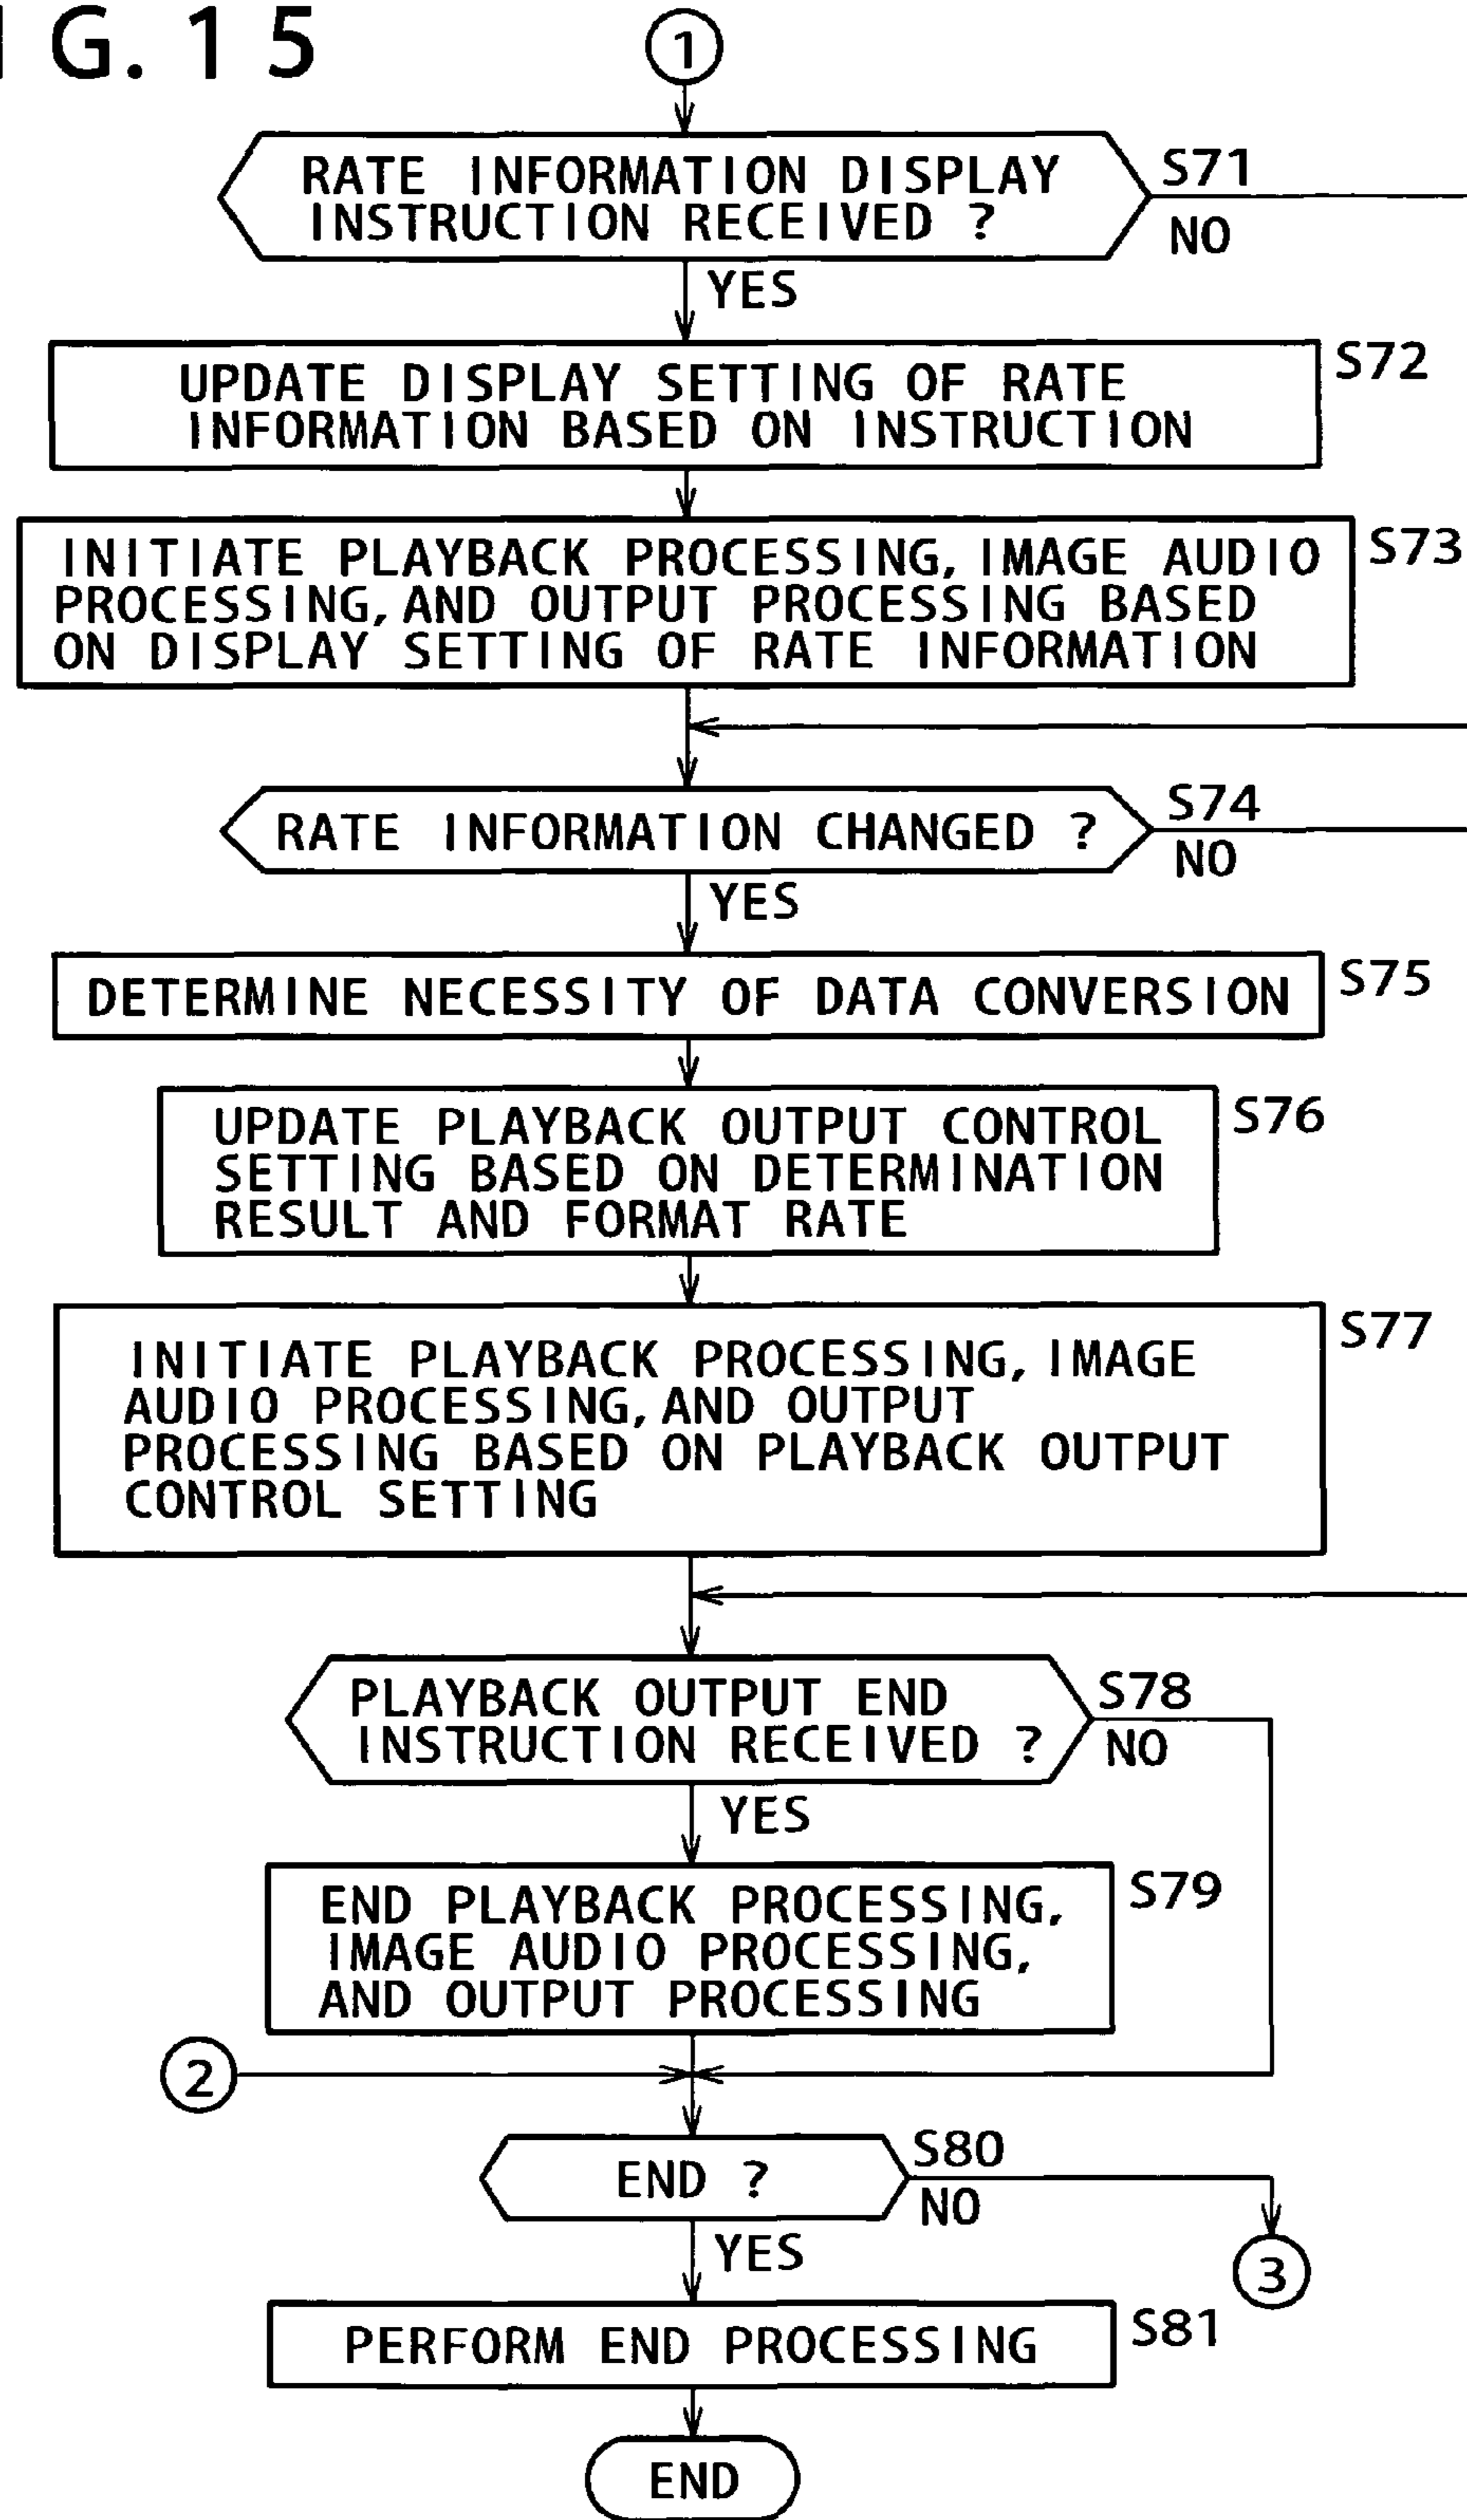 G. 15
1
RATE INFORMATION DISPLAY
INSTRUCTION RECEIVED ?
S71
NO
YES
UPDATE DISPLAY SETTING OF RATE
INFORMATION BASED ON INSTRUCTION
S72
INITIATE PLAYBACK PROCESSING, IMAGE AUDIO
PROCESSING, AND OUTPUT PROCESSING BASED
ON DISPLAY SETTING OF RATE INFORMATION
S73
RATE INFORMATION CHANGED ?
S74
NO
YES
DETERMINE NECESSITY OF DATA CONVERSION
S75
UPDATE PLAYBACK OUTPUT CONTROL
SETTING BASED ON DETERMINATION
RESULT AND FORMAT RATE
S76
INITIATE PLAYBACK PROCESSING, IMAGE
AUDIO PROCESSING, AND OUTPUT
PROCESSING BASED ON PLAYBACK OUTPUT
CONTROL SETTING
S77
PLAYBACK OUTPUT END
INSTRUCTION RECEIVED ?
S78
NO
YES
END PLAYBACK PROCESSING,
IMAGE AUDIO PROCESSING,
AND OUTPUT PROCESSING
S79
2
END ?
S80
NO
YES
3
PERFORM END PROCESSING
S81
END